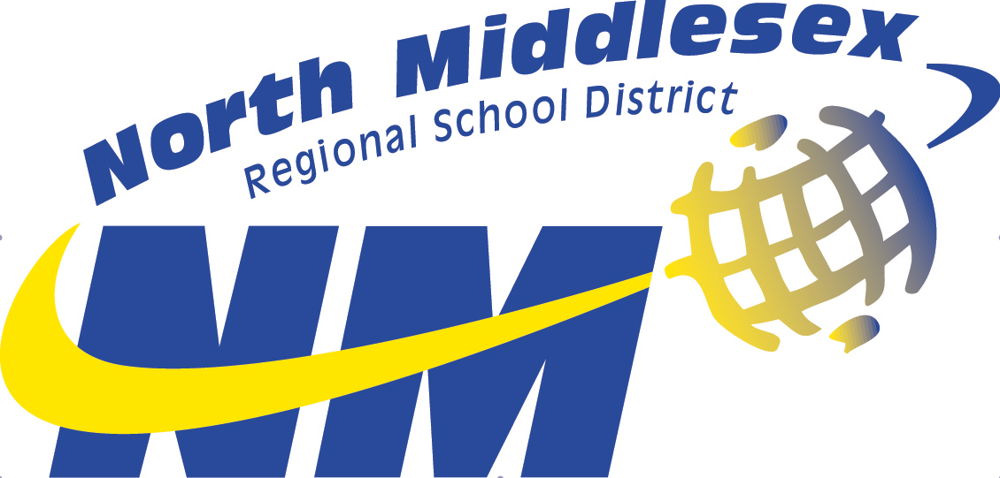 North Middlesex
Regional School District
NM